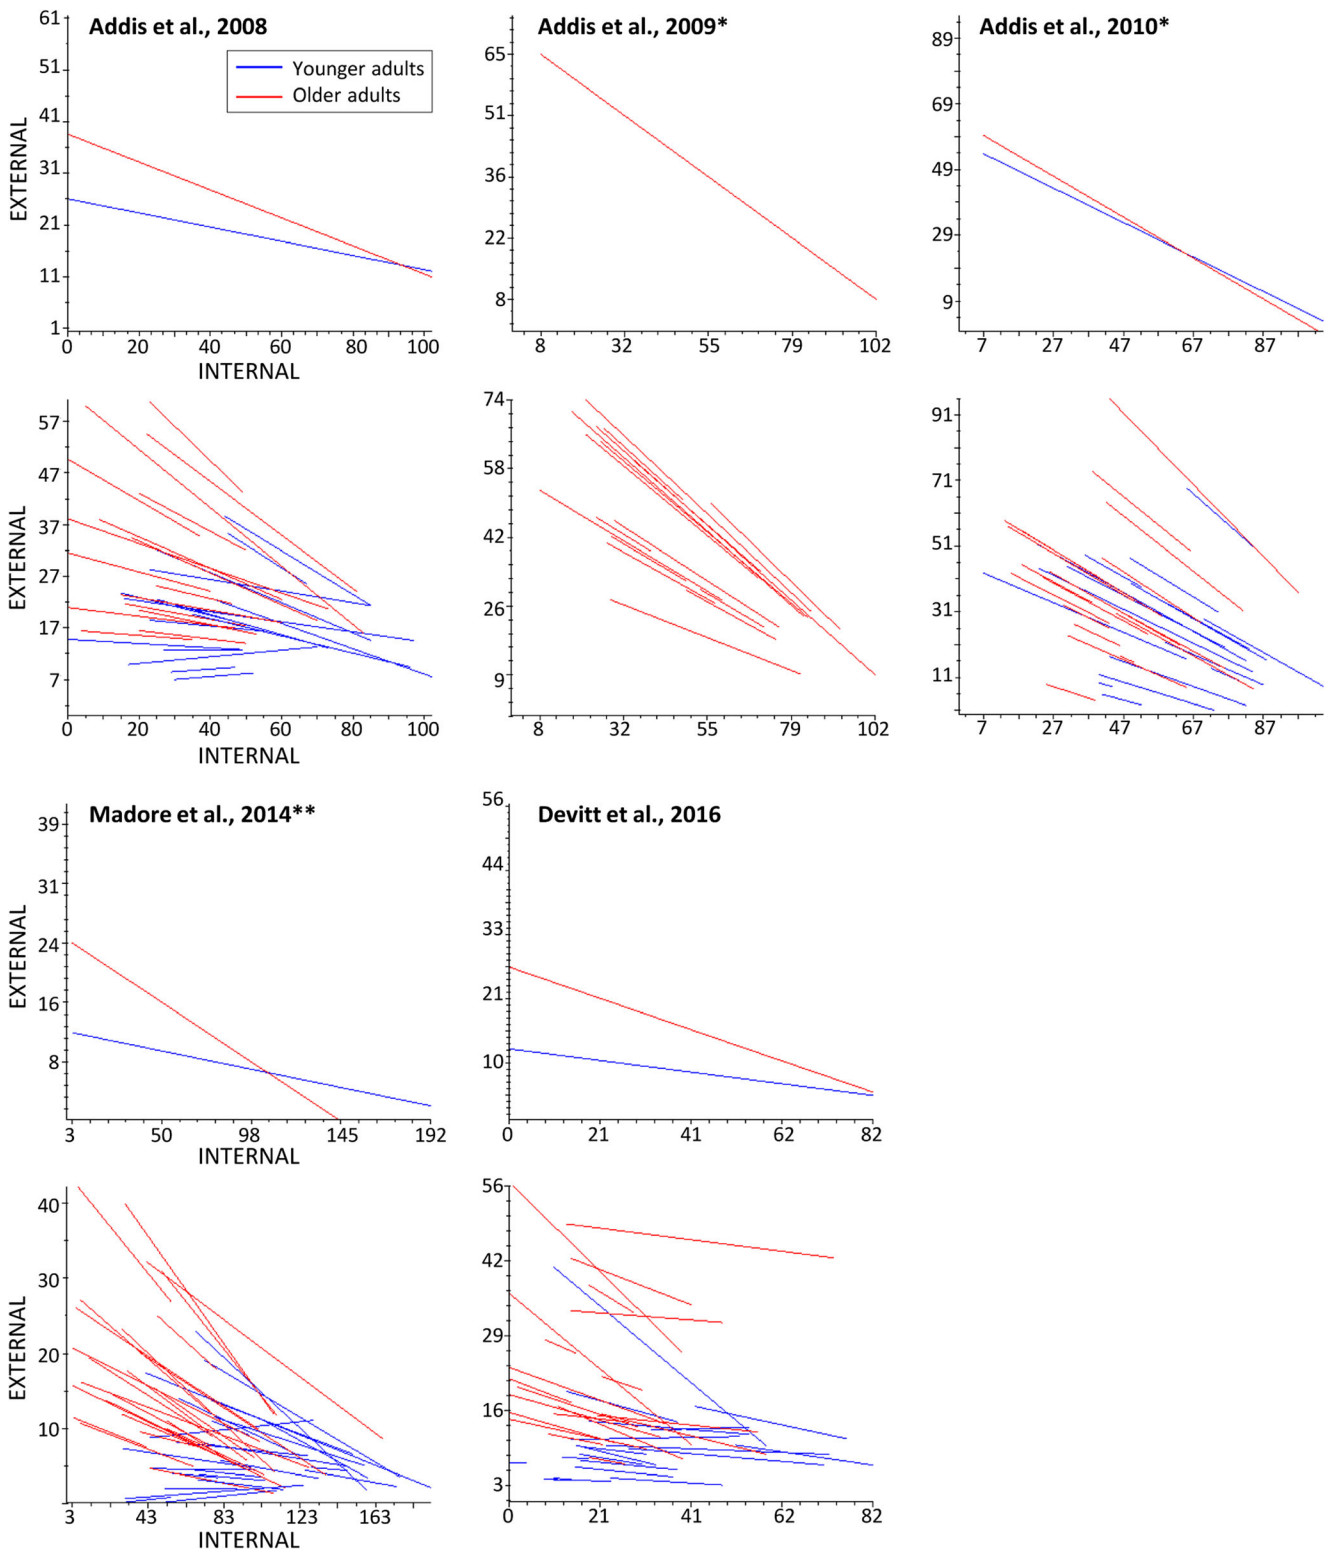 Addis et al., 2008
Younger adults
Older adults
EXTERNAL
61
51
41
31
21
11
1
0 20 40 60 80 100
INTERNAL
Addis et al., 2009*
65
51
36
22
8
8 32 55 79 102
Addis et al., 2010*
89
69
49
29
9
7 27 47 67 87
EXTERNAL
57
47
37
27
17
7
0 20 40 60 80 100
INTERNAL
74
58
42
26
9
8 32 55 79 102
91
71
51
31
11
7 27 47 67 87
Madore et al., 2014**
EXTERNAL
39
31
24
16
8
3 50 98 145 192
INTERNAL
Devitt et al., 2016
56
44
33
21
10
0 21 41 62 82
EXTERNAL
40
30
20
10
3 43 83 123 163
INTERNAL
56
42
29
16
3
0 21 41 62 82